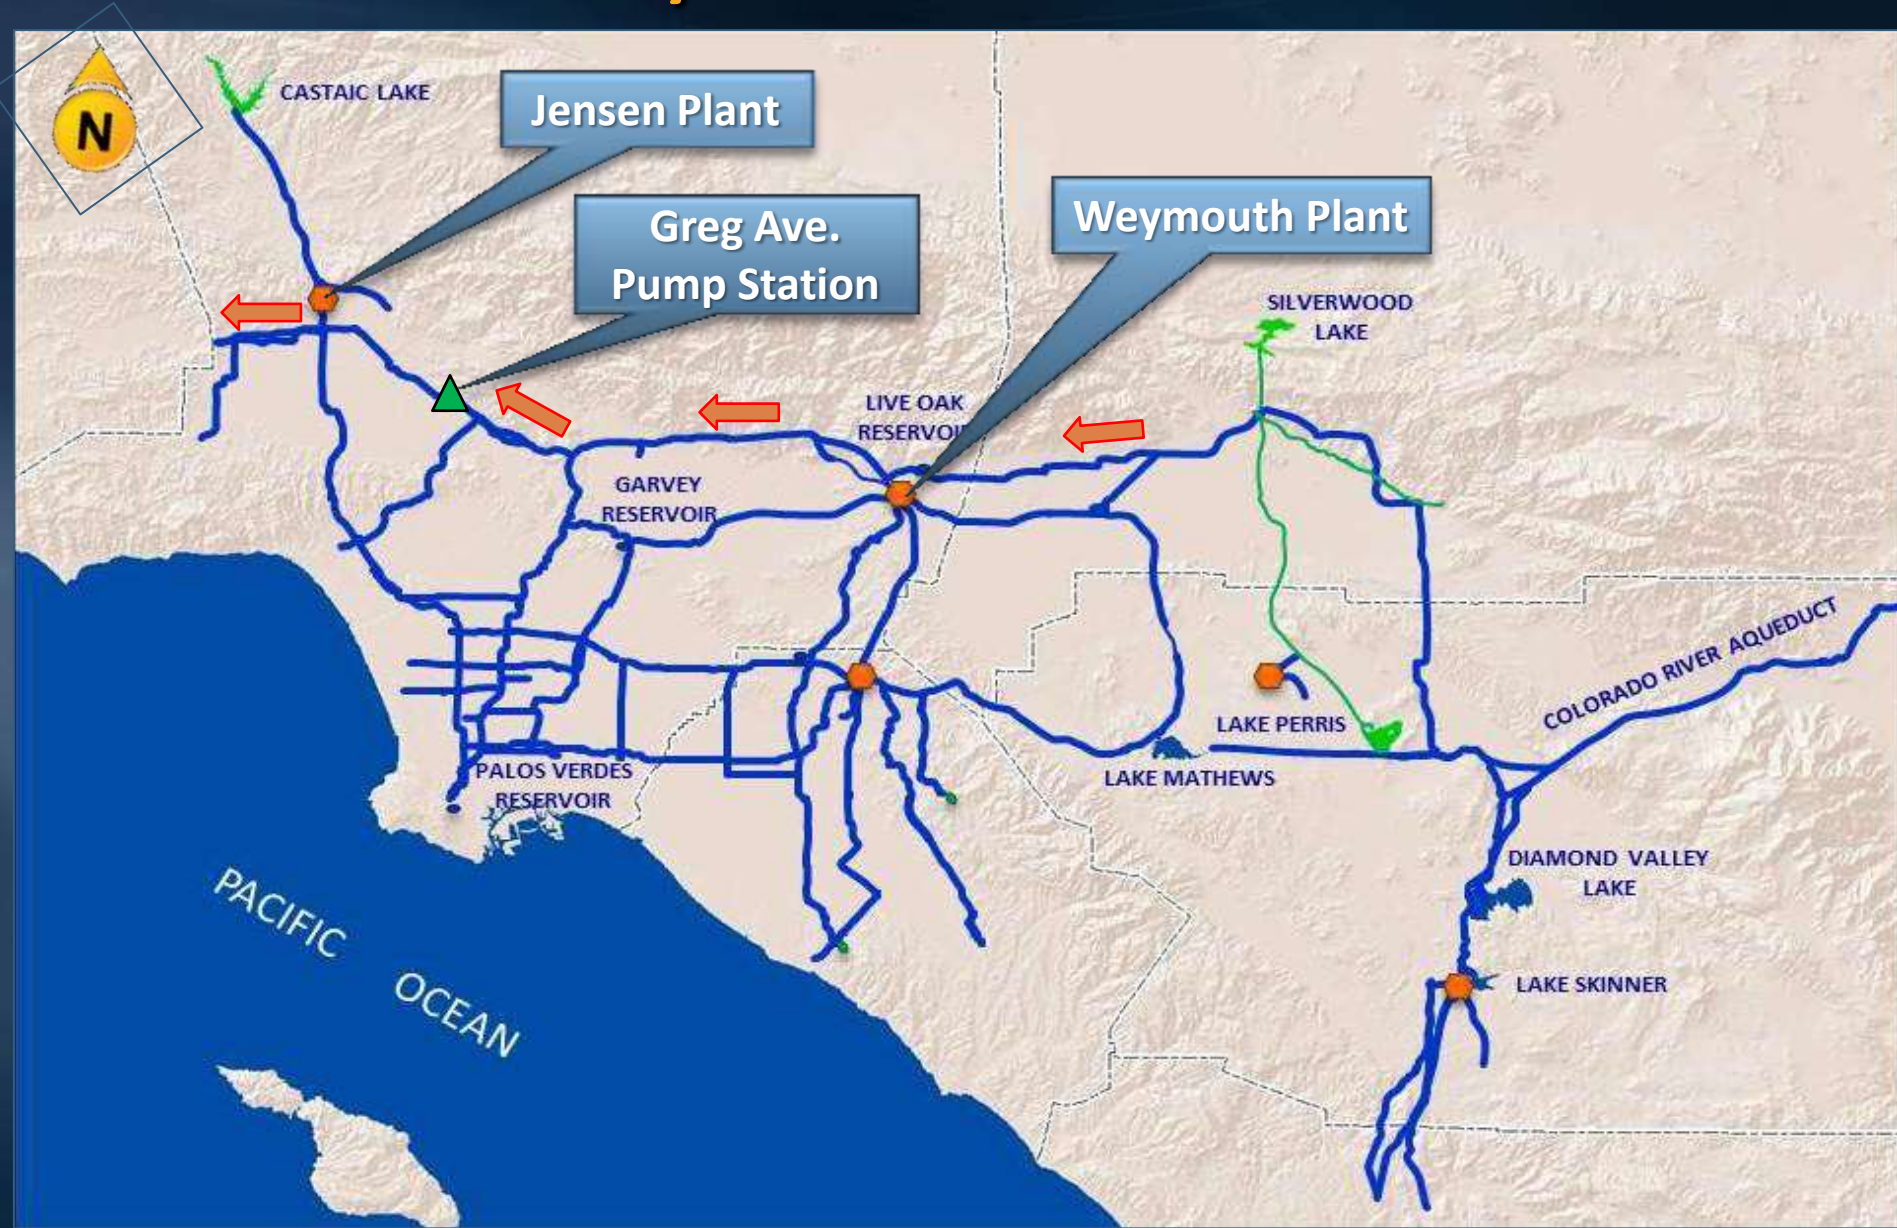 N
CASTAIC LAKE
Jensen Plant
Greg Ave.
Pump Station
Weymouth Plant
SILVERWOOD
LAKE
LIVE OAK
GARVEY
RESERVOIR
COLORADO RIVER AQUEDUCT
LAKE PERRIS
LAKE MATHEWS
PALOS VERDES
RESERVOIR
DIAMOND VALLEY
LAKE
LAKE SKINNER
PACIFIC
OCEAN